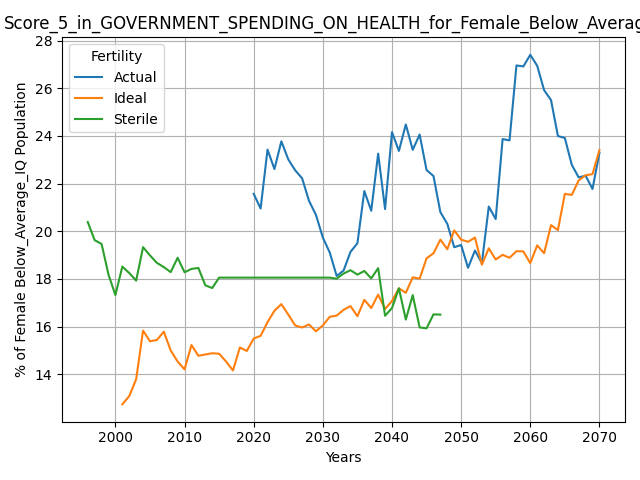 Score_5_in_GOVERNMENT_SPENDING_ON_HEALTH_for_Female_Below_Averag
28
26
24
22
20
18
16
14
% of Female Below_Average_IQ Population
Fertility
Actual
Ideal
Sterile
2000 2010 2020 2030 2040 2050 2060 2070
Years